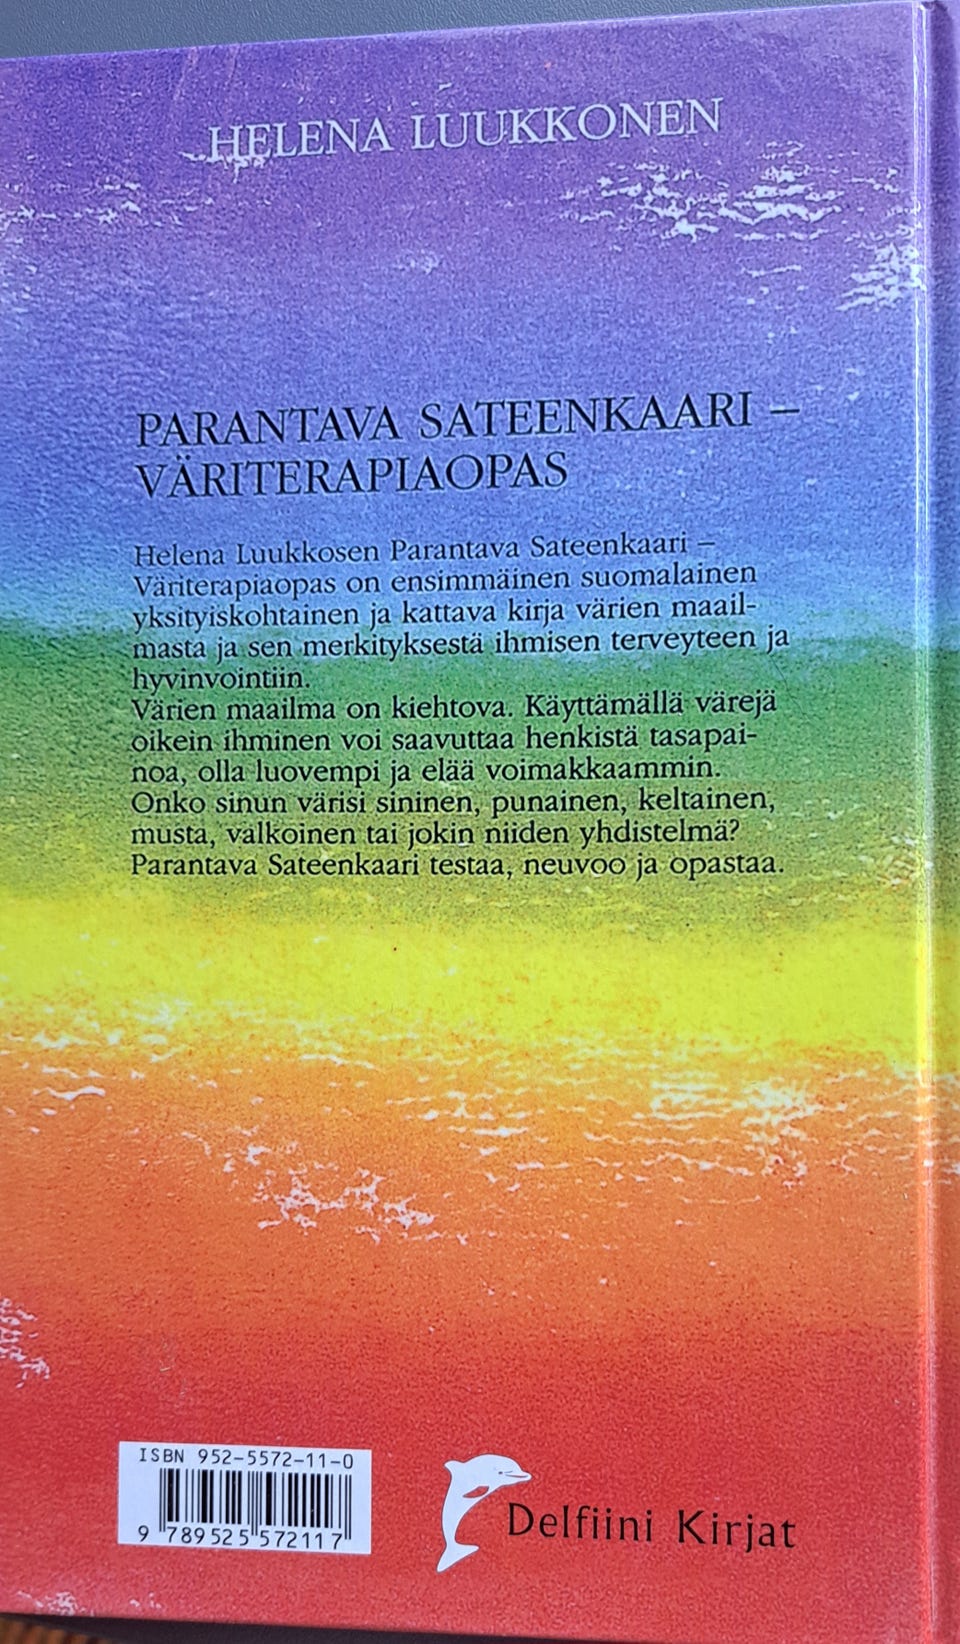 HELENA LUUKKONEN
PARANTAVA SATEENKAARI –
VÄRITERAPIAOPAS
Helena Luukkosen Parantava Sateenkaari –
Väriterapiaopas on ensimmäinen suomalainen
yksityiskohtainen ja kattava kirja värien maail-
masta ja sen merkityksestä ihmisen terveyteen ja
hyvinvointiin.
Värien maailma on kiehtova. Käyttämällä värejä
oikein ihminen voi saavuttaa henkistä tasapai-
noa, olla luovempi ja elää voimakkaammin.
Onko sinun värisi sininen, punainen, keltainen,
musta, valkoinen tai jokin niiden yhdistelmä?
Parantava Sateenkaari testaa, neuvoo ja opastaa.
ISBN 952-5572-11-0
9 789525 572117
Delfiini Kirjat